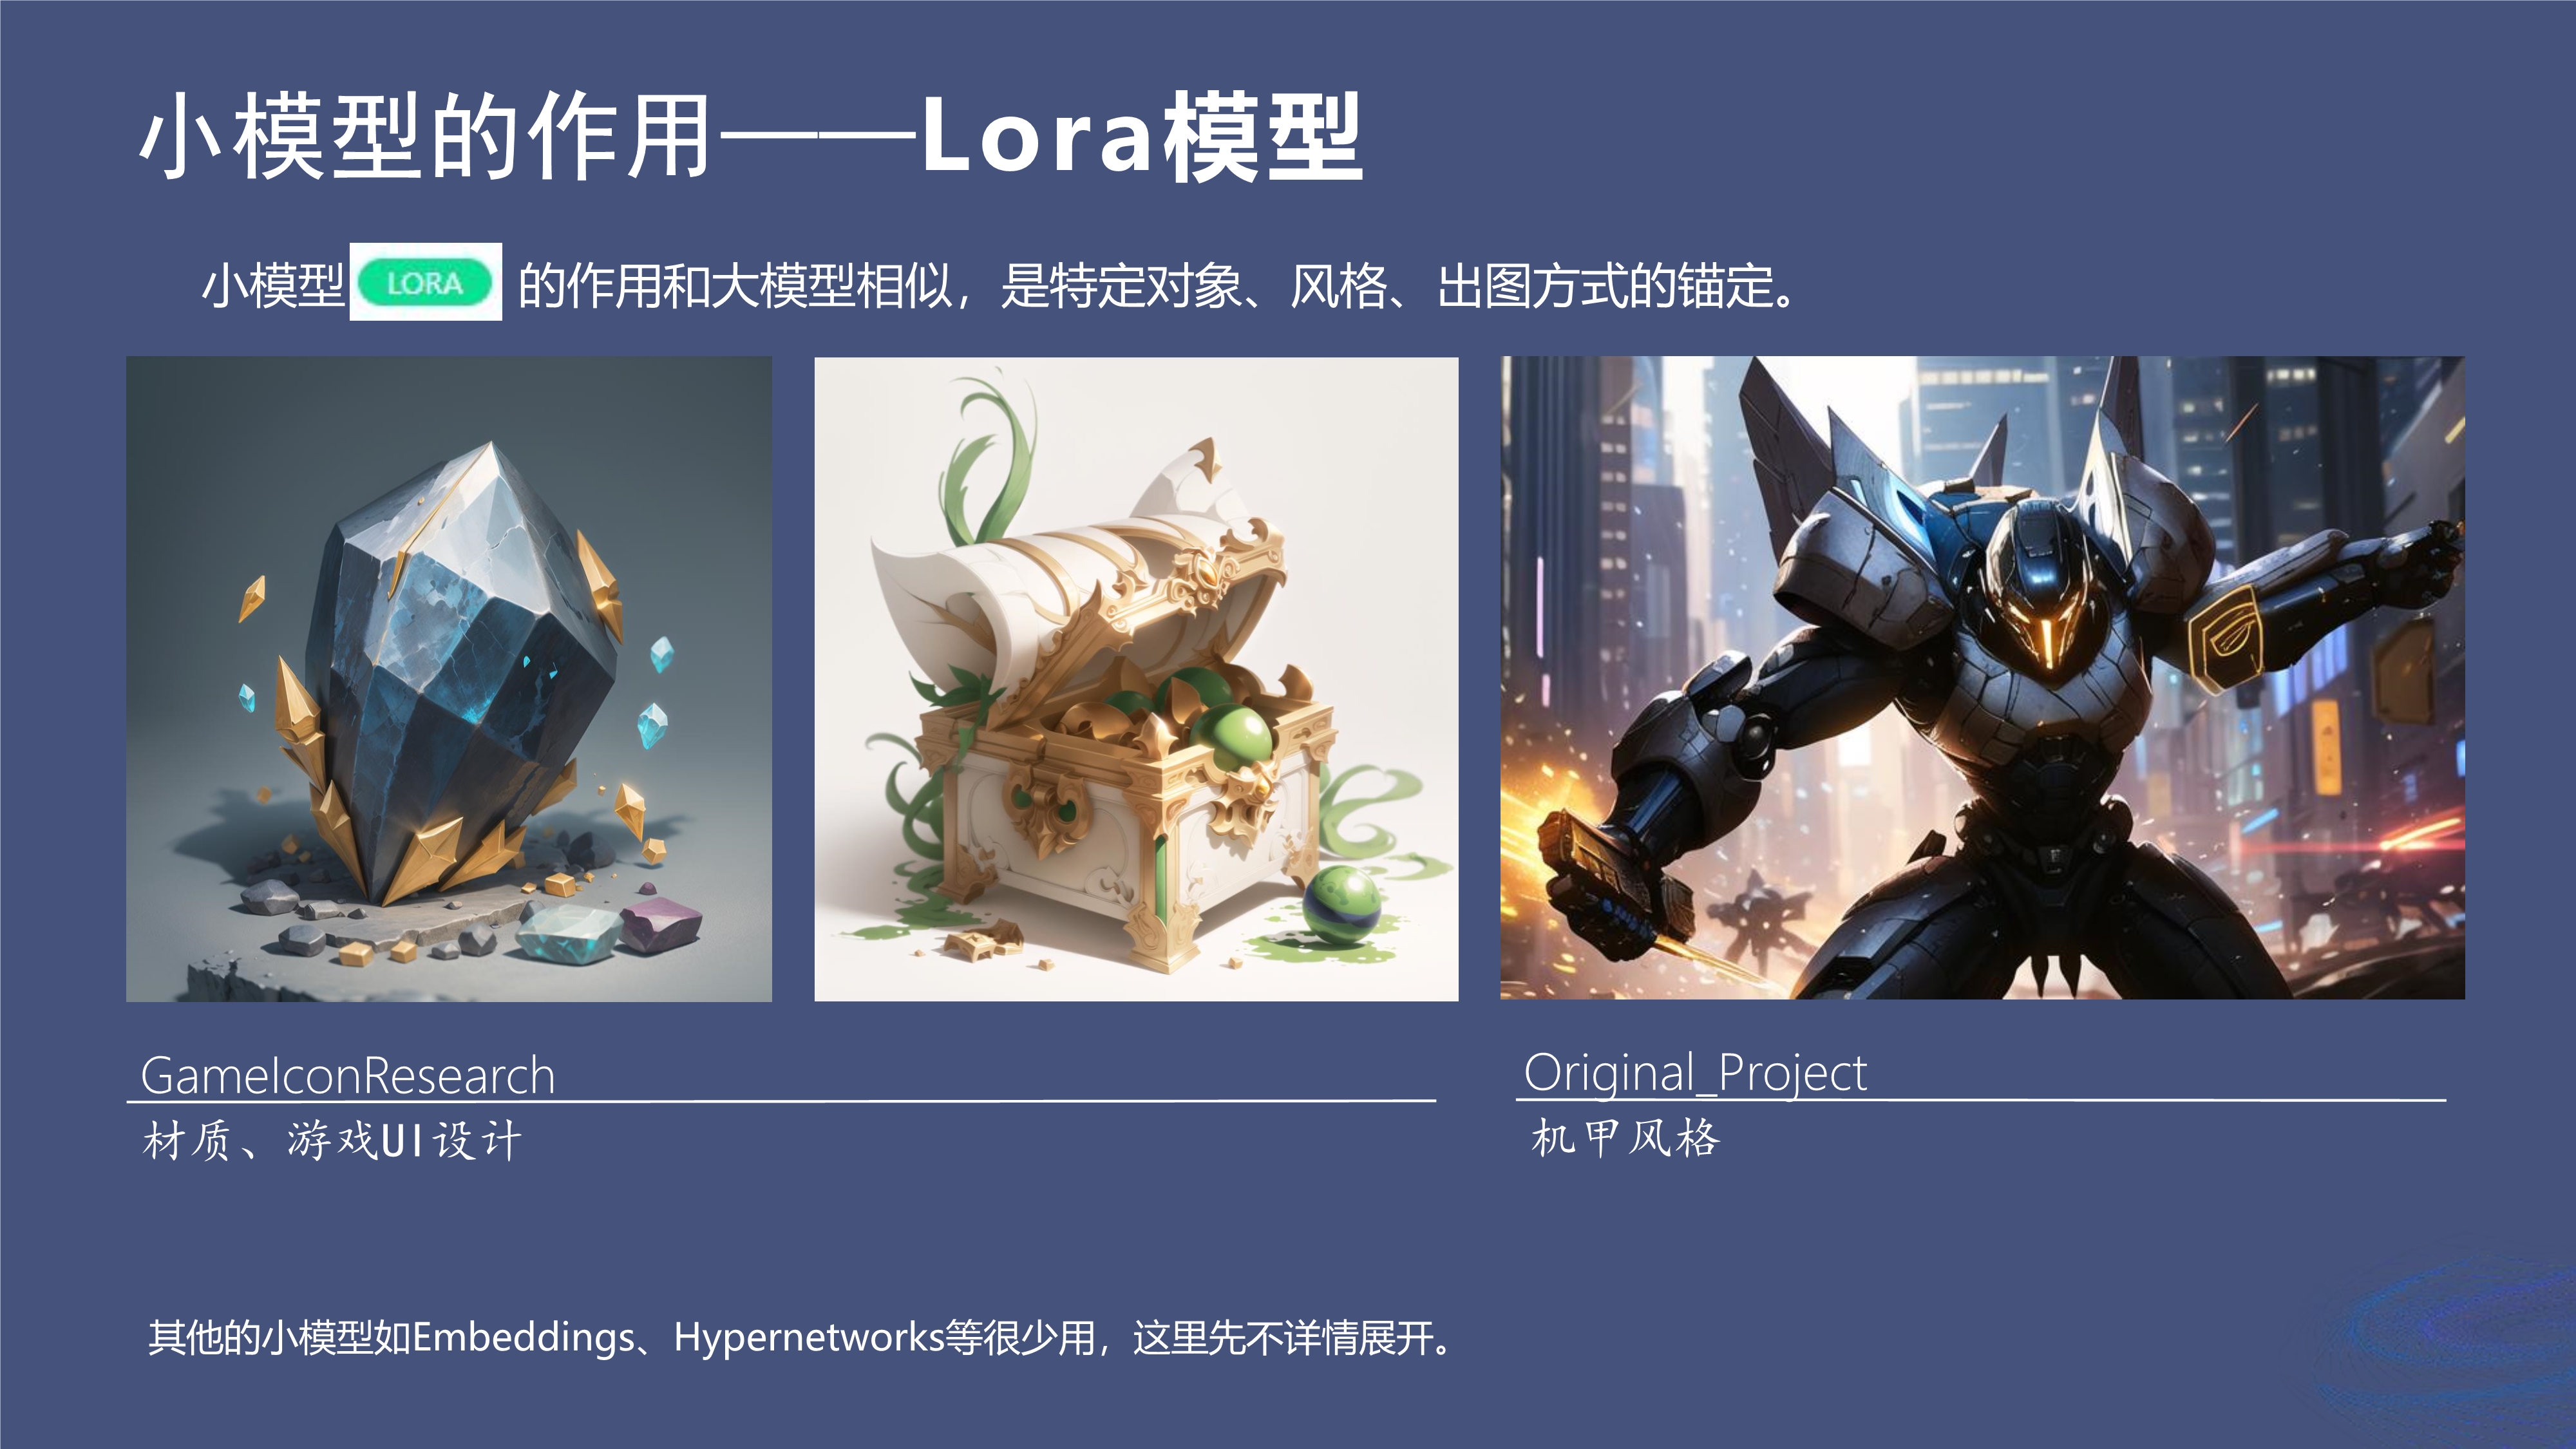 小模型的作用——Lora模型
小模型 LORA 的作用和大模型相似，是特定对象、风格、出图方式的锚定。
GameIconResearch
材质、游戏UI设计
Original_Project
机甲风格
其他的小模型如Embeddings、Hypernetworks等很少用，这里先不详情展开。